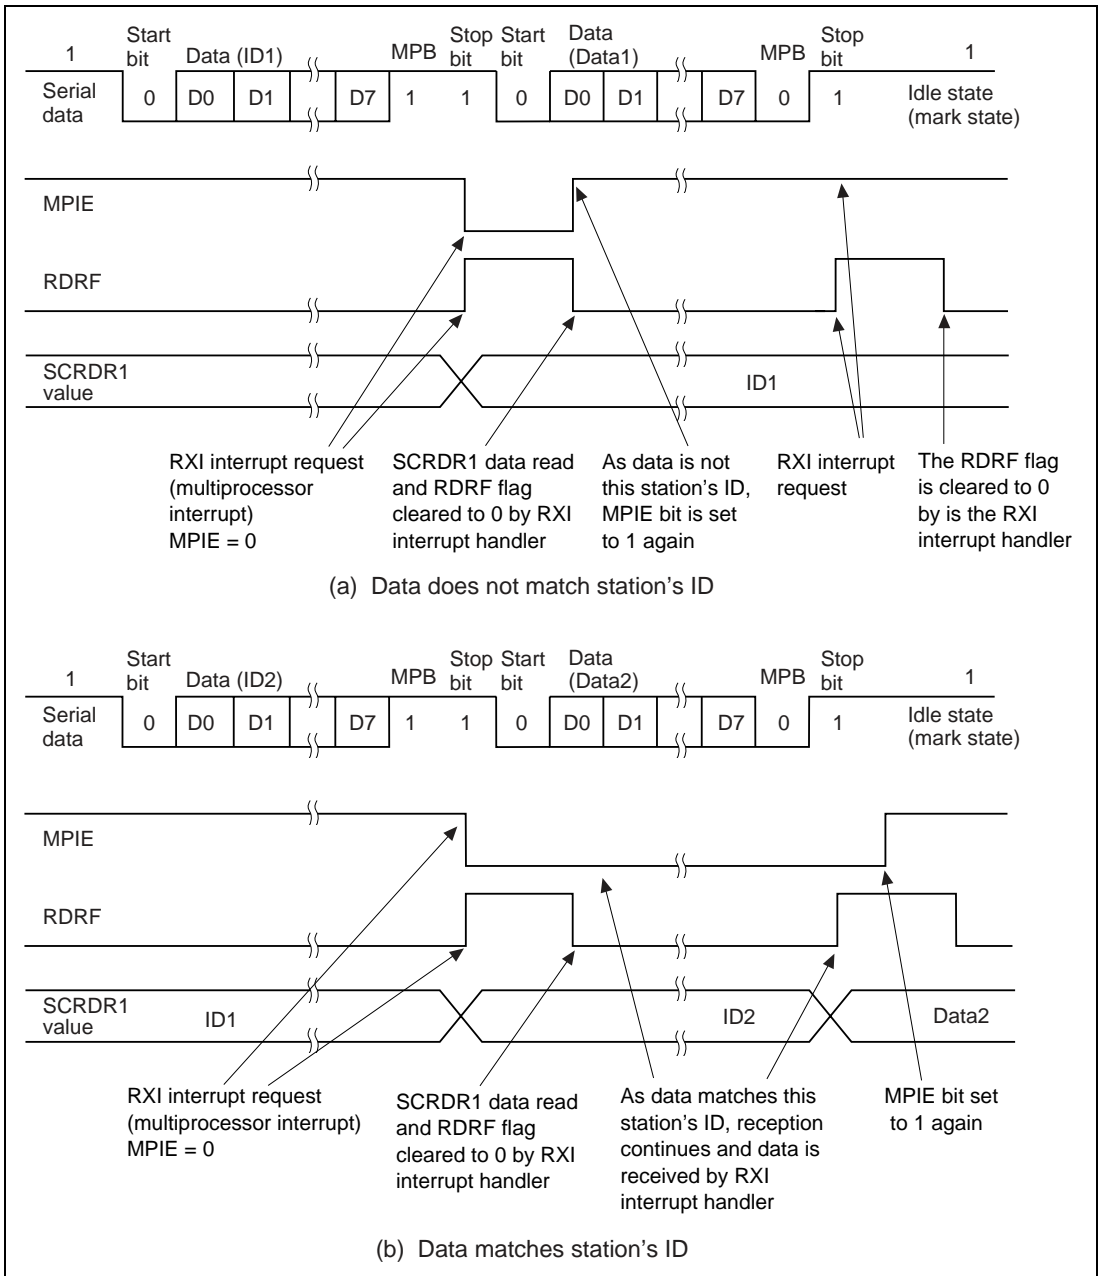 Start bit
Data (ID1)
MPB
Stop bit
Start bit
Data (Data1)
MPB
Stop bit
1
1
Serial data
0
D0
D1
D7
1
1
0
D0
D1
D7
0
1
Idle state (mark state)
MPIE
RDRF
SCRDR1 value
ID1
RXI interrupt request
(multiprocessor
interrupt)
MPIE = 0
SCRDR1 data read
and RDRF flag
cleared to 0 by RXI
interrupt handler
As data is not
this station's ID,
MPIE bit is set
to 1 again
RXI interrupt
request
The RDRF flag
is cleared to 0
by is the RXI
interrupt handler
(a) Data does not match station's ID
Start bit
Data (ID2)
MPB
Stop bit
Start bit
Data (Data2)
MPB
Stop bit
1
1
Serial data
0
D0
D1
D7
1
1
0
D0
D1
D7
0
1
Idle state (mark state)
MPIE
RDRF
SCRDR1 value
ID1
ID2
Data2
RXI interrupt request
(multiprocessor interrupt)
MPIE = 0
SCRDR1 data read
and RDRF flag
cleared to 0 by RXI
interrupt handler
As data matches this
station's ID, reception
continues and data is
received by RXI
interrupt handler
MPIE bit set
to 1 again
(b) Data matches station's ID